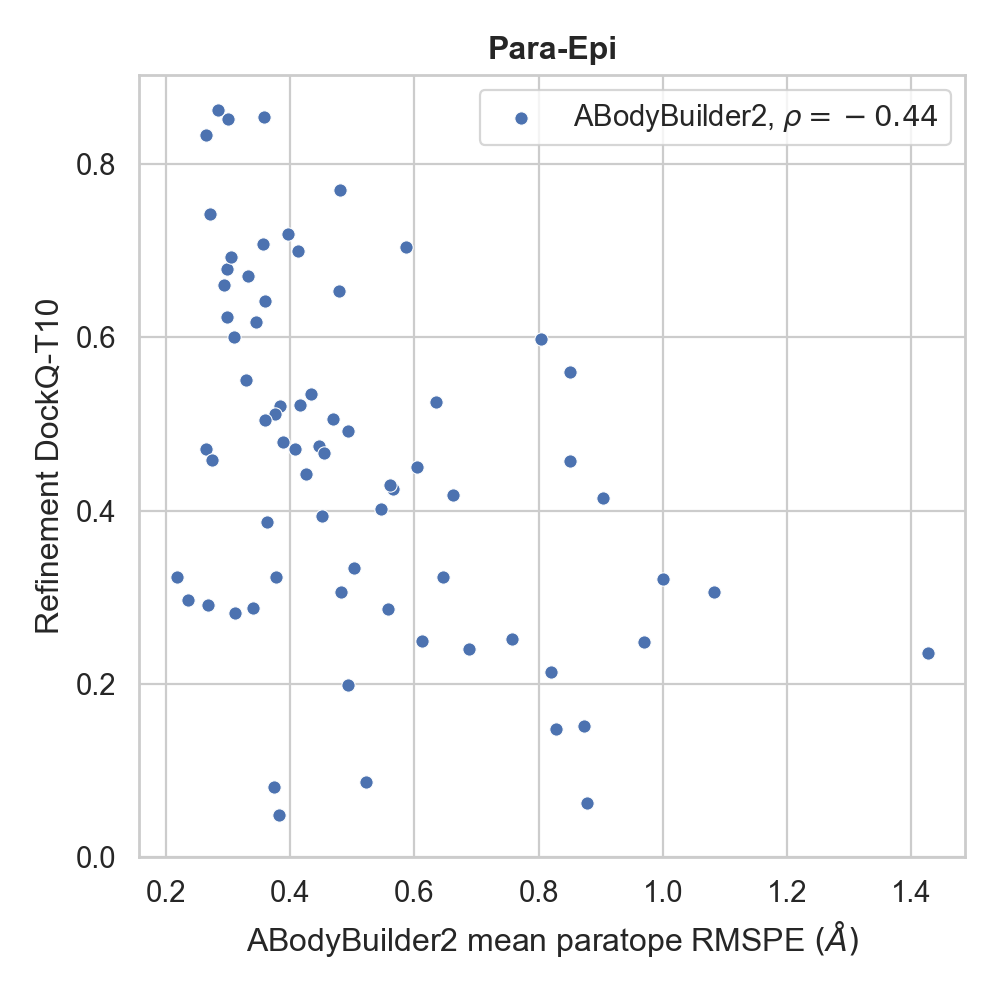 Para-Epi
ABodyBuilder2, ρ = − 0.44
Refinement DockQ-T10
0.8
0.6
0.4
0.2
0.0
0.2 0.4 0.6 0.8 1.0 1.2 1.4
ABodyBuilder2 mean paratope RMSPE (Å)